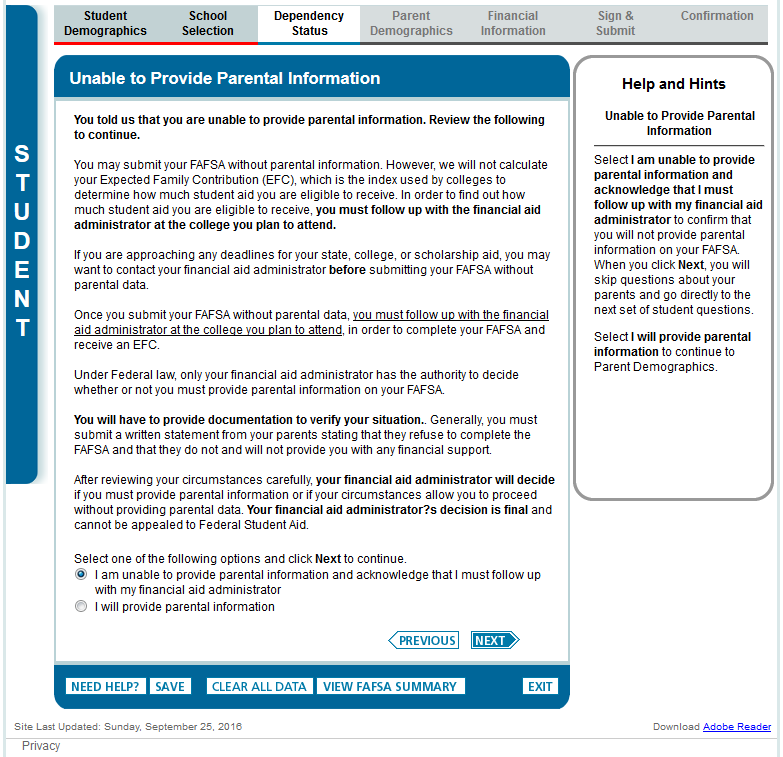 Student Demographics
School Selection
Dependency Status
Parent Demographics
Financial Information
Sign & Submit
Confirmation
STUDENT
Unable to Provide Parental Information
You told us that you are unable to provide parental information. Review the following
to continue.
You may submit your FAFSA without parental information. However, we will not calculate
your Expected Family Contribution (EFC), which is the index used by colleges to
determine how much student aid you are eligible to receive. In order to find out how
much student aid you are eligible to receive, you must follow up with the financial aid
administrator at the college you plan to attend.
If you are approaching any deadlines for your state, college, or scholarship aid, you may
want to contact your financial aid administrator before submitting your FAFSA without
parental data.
Once you submit your FAFSA without parental data, you must follow up with the financial
aid administrator at the college you plan to attend, in order to complete your FAFSA and
receive an EFC.
Under Federal law, only your financial aid administrator has the authority to decide
whether or not you must provide parental information on your FAFSA.
You will have to provide documentation to verify your situation.. Generally, you must
submit a written statement from your parents stating that they refuse to complete the
FAFSA and that they do not and will not provide you with any financial support.
After reviewing your circumstances carefully, your financial aid administrator will decide
if you must provide parental information or if your circumstances allow you to proceed
without providing parental data. Your financial aid administrator?s decision is final and
cannot be appealed to Federal Student Aid.
Select one of the following options and click Next to continue.
I am unable to provide parental information and acknowledge that I must follow up
with my financial aid administrator
I will provide parental information
PREVIOUS NEXT
NEED HELP? SAVE CLEAR ALL DATA VIEW FAFSA SUMMARY EXIT
Help and Hints
Unable to Provide Parental
Information
Select I am unable to provide
parental information and
acknowledge that I must
follow up with my financial aid
administrator to confirm that
you will not provide parental
information on your FAFSA.
When you click Next, you will
skip questions about your
parents and go directly to the
next set of student questions.
Select I will provide parental
information to continue to
Parent Demographics.
Site Last Updated: Sunday, September 25, 2016
Download Adobe Reader
Privacy